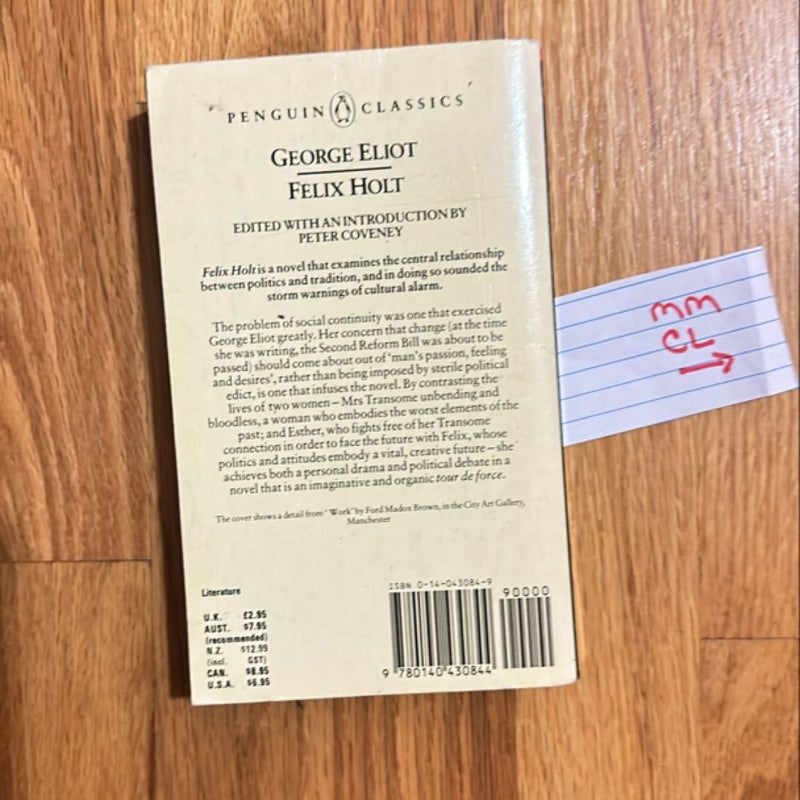 PENGUIN CLASSICS
GEORGE ELIOT
FELIX HOLT
EDITED WITH AN INTRODUCTION BY
PETER COVENEY
Felix Holt is a novel that examines the central relationship
between politics and tradition, and in doing so sounded the
storm warnings of cultural alarm.
The problem of social continuity was one that exercised
George Eliot greatly. Her concern that change (at the time
she was writing, the Second Reform Bill was about to be
passed) should come about out of 'man's passion, feeling
and desires', rather than being imposed by sterile political
edict, is one that infuses the novel. By contrasting the
lives of two women – Mrs Transome unbending and
bloodless, a woman who embodies the worst elements of the
past; and Esther, who fights free of her Transome
connection in order to face the future with Felix, whose
politics and attitudes embody a vital, creative future – she
achieves both a personal drama and political debate in a
novel that is an imaginative and organic tour de force.
The cover shows a detail from "Work" by Ford Madox Brown, in the City Art Gallery,
Manchester
Literature
U.K. £2.95
AUST. $7.95
(recommended)
N.Z. $12.99
(incl. GST)
CAN. $8.95
U.S.A. $6.95
ISBN 0-14-043084-9
90000
9 780140 430844
MM
CL
→